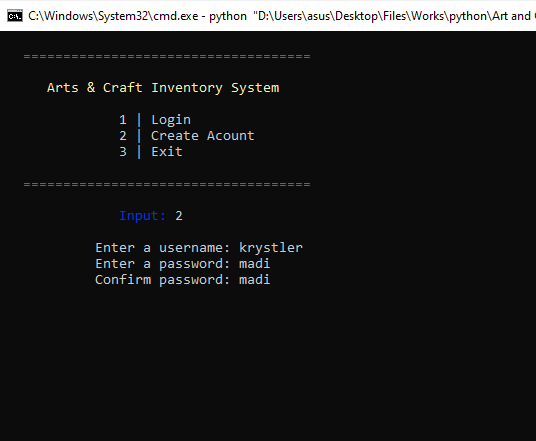 C:\Windows\System32\cmd.exe - python "D:\Users\asus\Desktop\Files\Works\python\Art and
====================================
Arts & Craft Inventory System
1 | Login
2 | Create Acount
3 | Exit
====================================
Input: 2
Enter a username: krystler
Enter a password: madi
Confirm password: madi